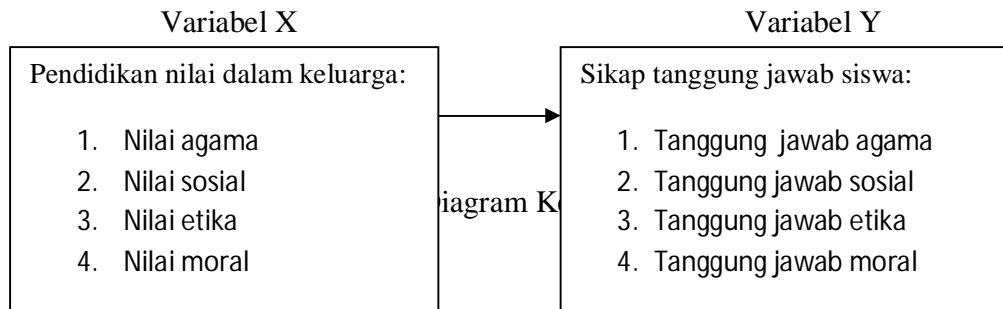 Variabel X
Variabel Y
Pendidikan nilai dalam keluarga:
1. Nilai agama
2. Nilai sosial
3. Nilai etika
4. Nilai moral
Sikap tanggung jawab siswa:
1. Tanggung jawab agama
2. Tanggung jawab sosial
3. Tanggung jawab etika
4. Tanggung jawab moral